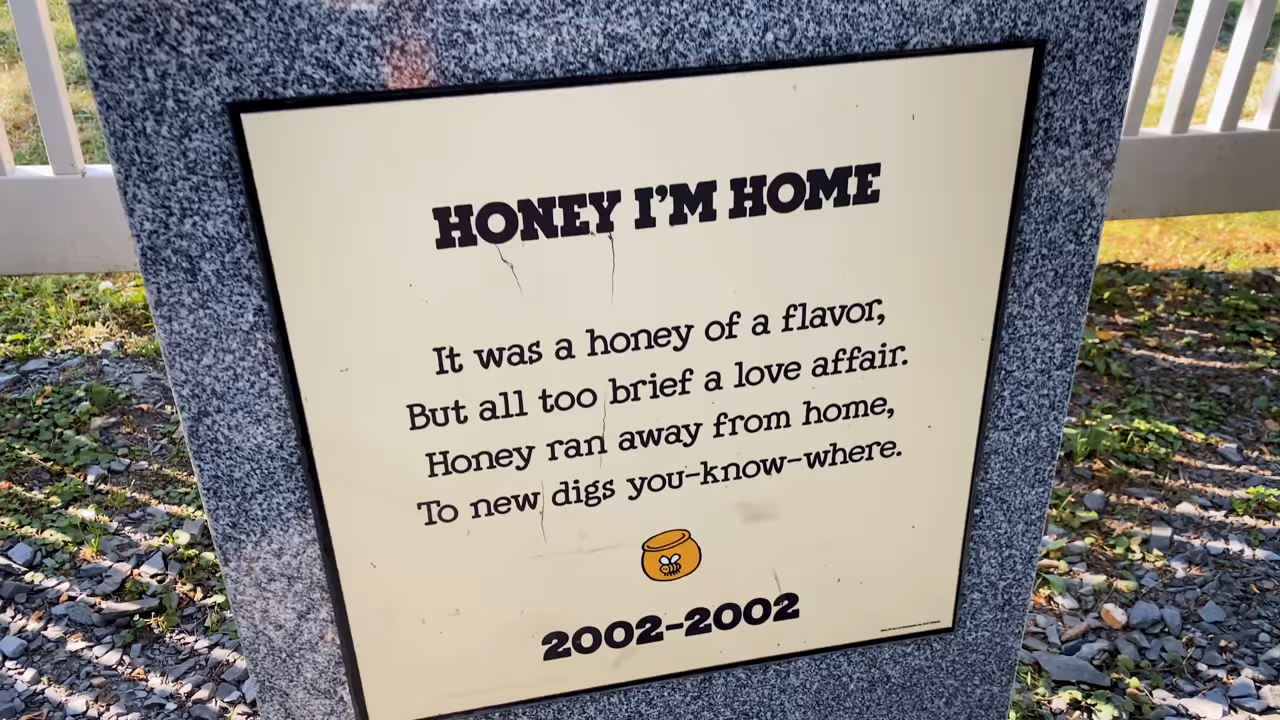 HONEY I'M HOME
It was a honey of a flavor,
But all too brief a love affair.
Honey ran away from home,
To new digs you-know-where.
2002-2002